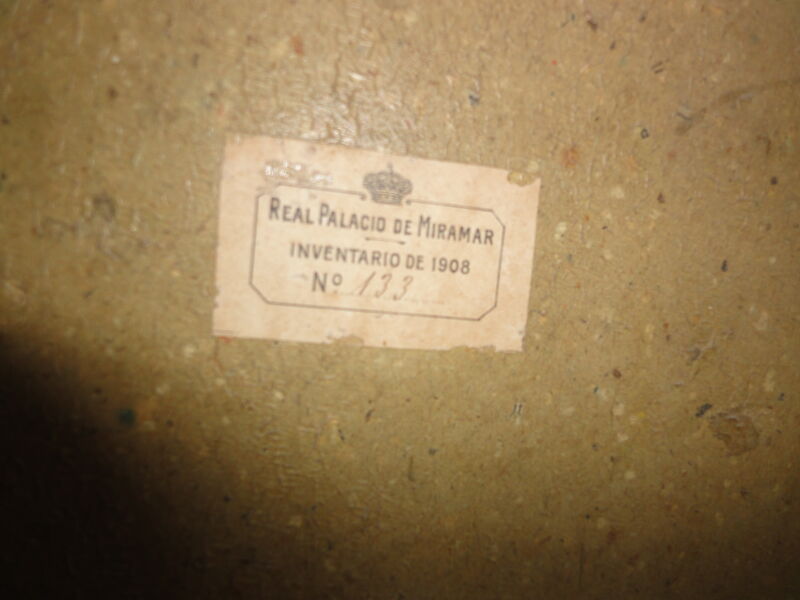 REAL PALACIO DE MIRAMAR
INVENTARIO DE 1908
Nº 133